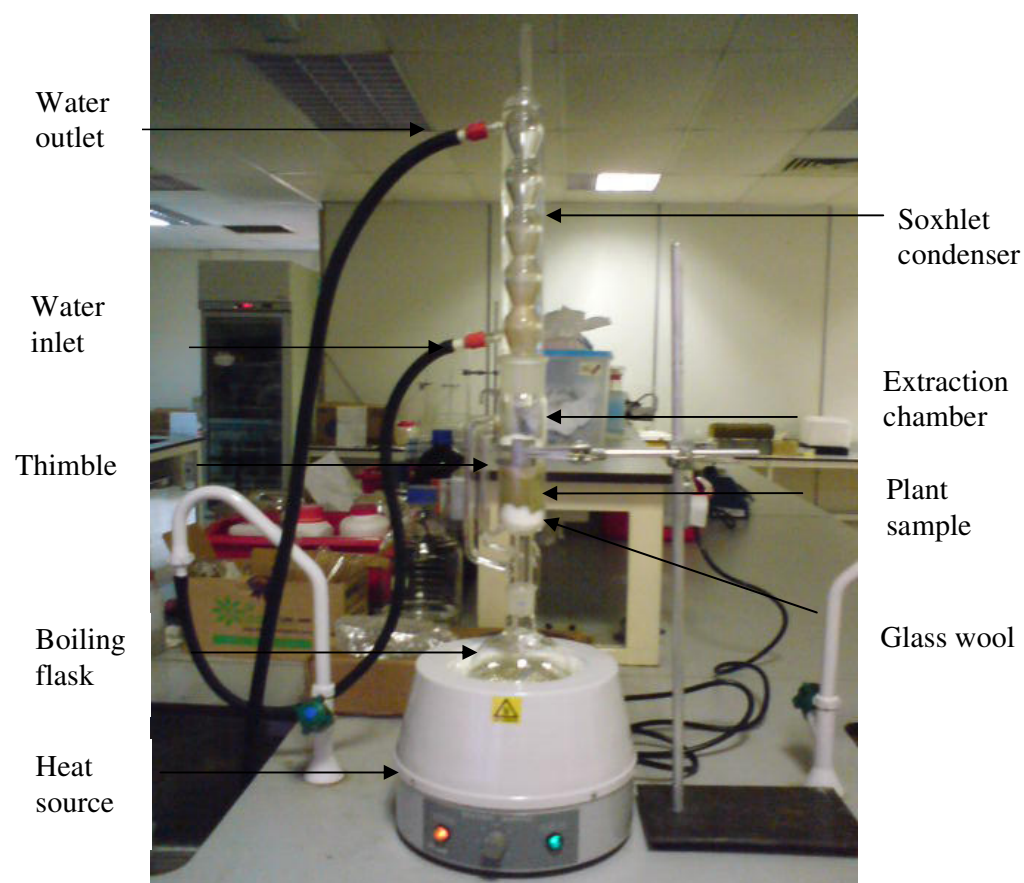 Water
outlet
Soxhlet
condenser
Water
inlet
Extraction
chamber
Thimble
Plant
sample
Boiling
flask
Glass wool
Heat
source